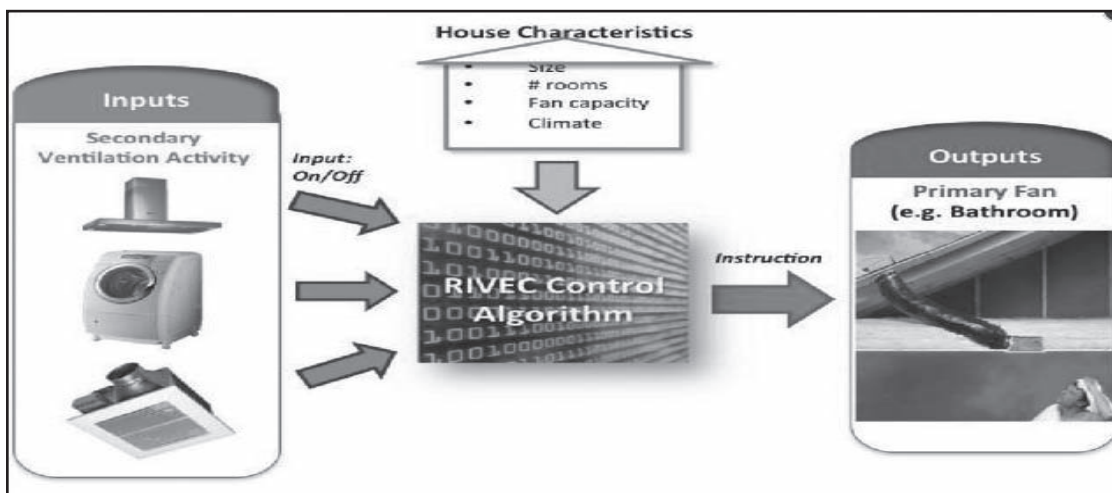 House Characteristics
• Size
• # rooms
• Fan capacity
• Climate
Inputs
Secondary
Ventilation Activity
Input:
On/Off
RIVEC Control
Algorithm
Instruction
Outputs
Primary Fan
(e.g. Bathroom)